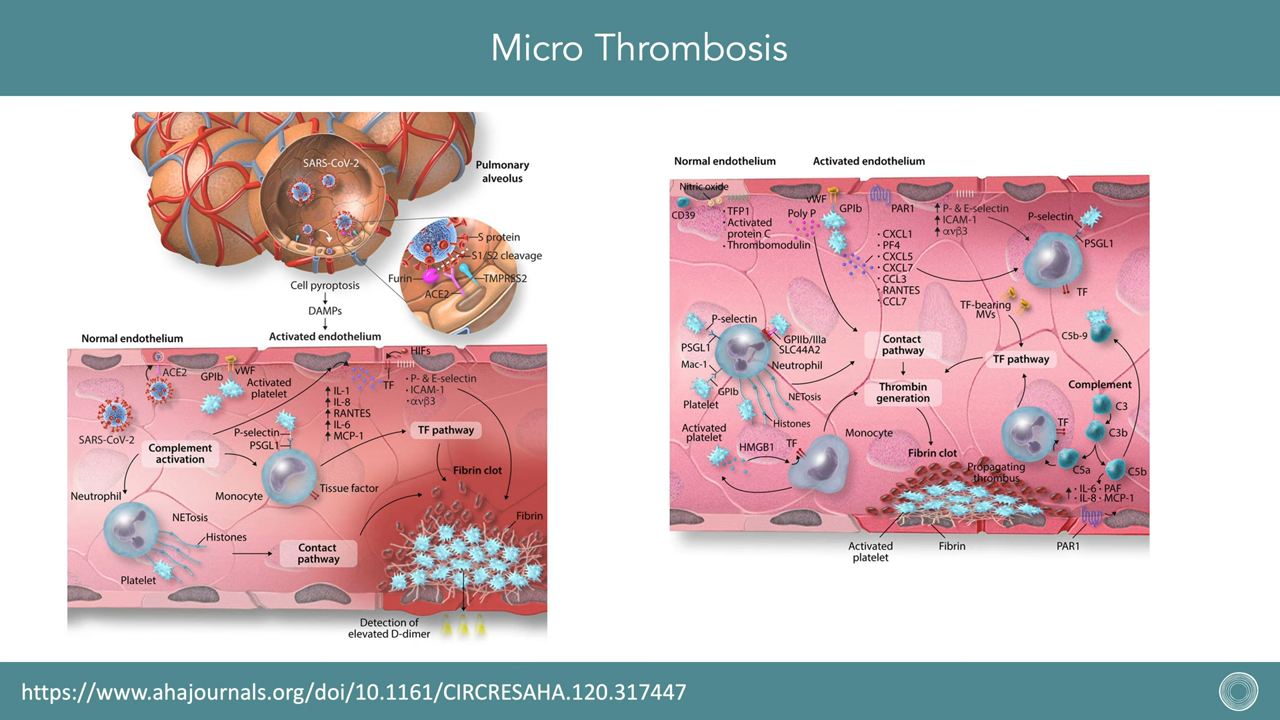 Micro Thrombosis
SARS-CoV-2
Pulmonary
alveolus
S protein
S1/S2 cleavage
Furin
TMPRSS2
ACE2
Cell pyroptosis
DAMPs
Normal endothelium
Activated endothelium
HIFs
ACE2
GPIb
vWF
Activated
platelet
TF
• P- & E-selectin
• ICAM-1
• αvβ3
IL-1
IL-8
RANTES
IL-6
MCP-1
SARS-CoV-2
P-selectin
PSGL1
TF pathway
Complement
activation
Fibrin clot
Neutrophil
Monocyte
Tissue factor
NETosis
Histones
Fibrin
Contact
pathway
Platelet
Detection of
elevated D-dimer
Normal endothelium
Activated endothelium
Nitric oxide
CD39
• TFP1
• Activated
protein C
• Thrombomodulin
vWF
Poly P
GPIb
PAR1
P- & E-selectin
ICAM-1
αvβ3
P-selectin
PSGL1
• CXCL1
• PF4
• CXCL5
• CXCL7
• CCL3
• RANTES
• CCL7
TF
TF-bearing
MVs
P-selectin
PSGL1
GPIIb/IIIa
SLC44A2
Mac-1
Neutrophil
GPIb
Platelet
NETosis
Histones
Contact
pathway
TF pathway
C5b-9
Thrombin
generation
Complement
C3
C3b
TF
C5a
C5b
Activated
platelet
HMGB1
TF
Monocyte
Fibrin clot
Propagating
thrombus
• IL-6 • PAF
• IL-8 • MCP-1
Activated
platelet
Fibrin
PAR1
https://www.ahajournals.org/doi/10.1161/CIRCRESAHA.120.317447